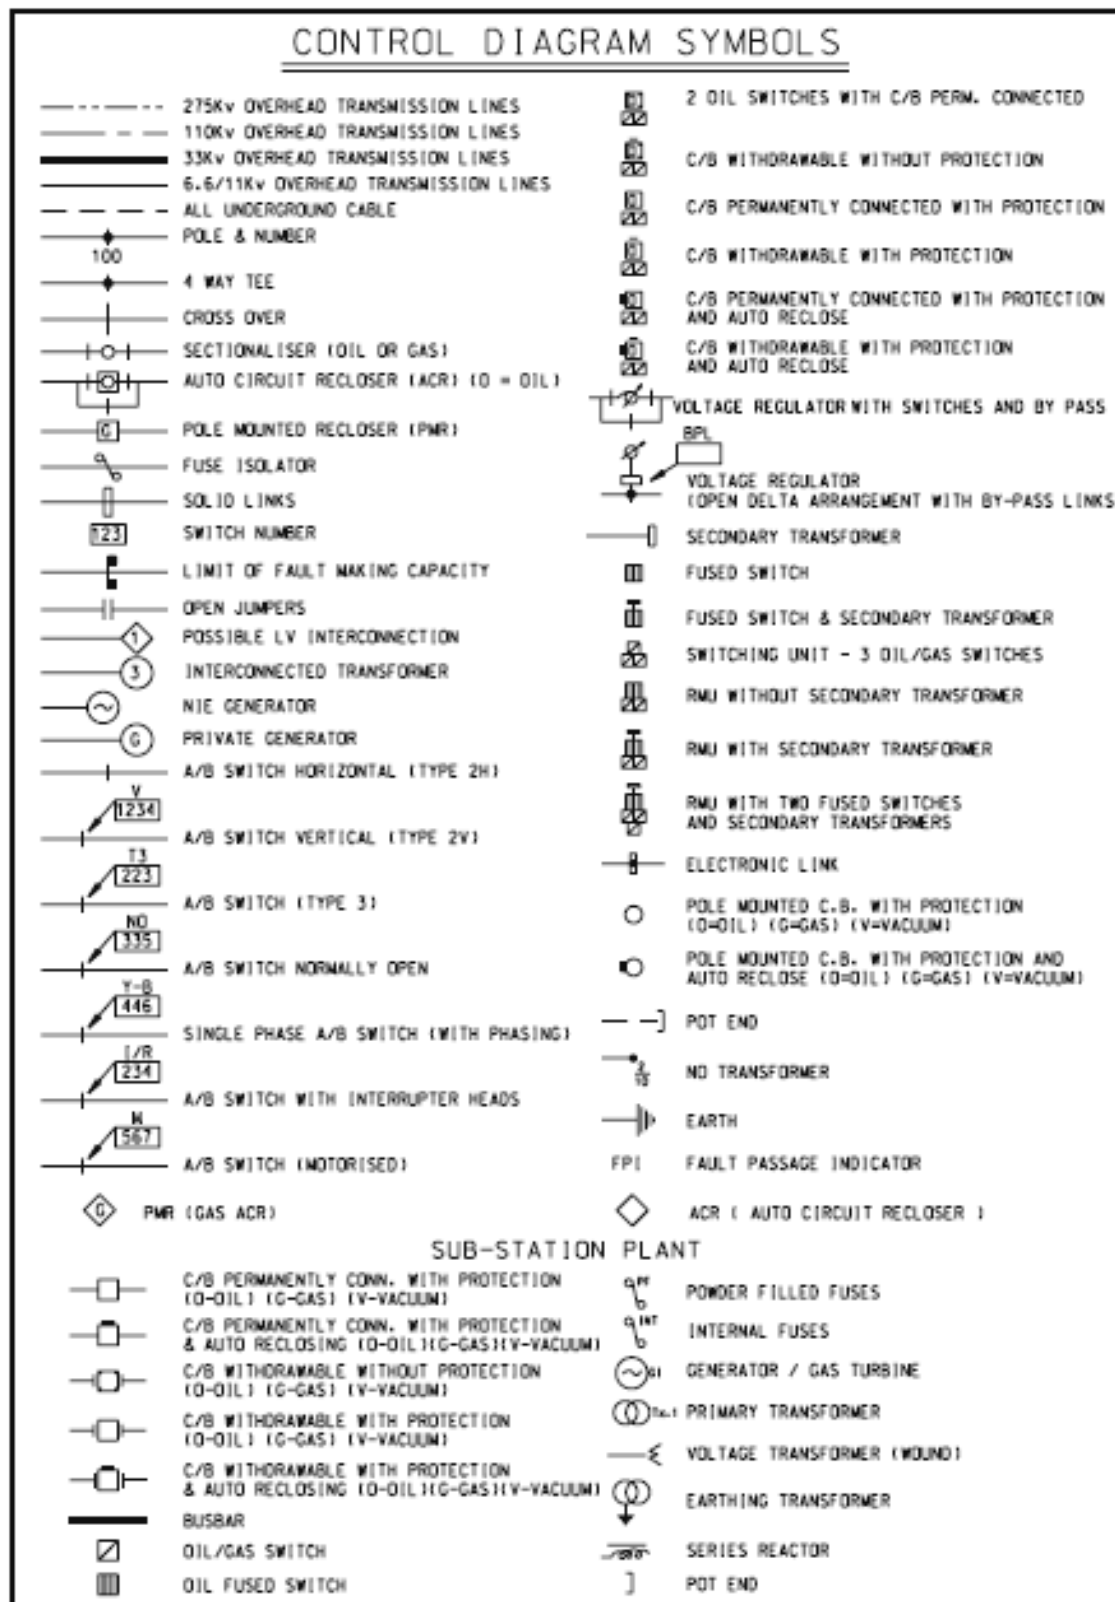 CONTROL DIAGRAM SYMBOLS
275Kv OVERHEAD TRANSMISSION LINES
110Kv OVERHEAD TRANSMISSION LINES
33Kv OVERHEAD TRANSMISSION LINES
6.6/11Kv OVERHEAD TRANSMISSION LINES
ALL UNDERGROUND CABLE
POLE & NUMBER
100
4 WAY TEE
CROSS OVER
SECTIONALISER (OIL OR GAS)
AUTO CIRCUIT RECLOSER (ACR) (O = OIL)
G POLE MOUNTED RECLOSER (PMR)
FUSE ISOLATOR
SOLID LINKS
123 SWITCH NUMBER
LIMIT OF FAULT MAKING CAPACITY
OPEN JUMPERS
1 POSSIBLE LV INTERCONNECTION
3 INTERCONNECTED TRANSFORMER
NIE GENERATOR
G PRIVATE GENERATOR
A/B SWITCH HORIZONTAL (TYPE 2H)
V
1234
A/B SWITCH VERTICAL (TYPE 2V)
T3
223
A/B SWITCH (TYPE 3)
NO
335
A/B SWITCH NORMALLY OPEN
Y-B
446
SINGLE PHASE A/B SWITCH (WITH PHASING)
I/R
234
A/B SWITCH WITH INTERRUPTER HEADS
M
567
A/B SWITCH (MOTORISED)
G PMR (GAS ACR)
2 OIL SWITCHES WITH C/B PERM. CONNECTED
C/B WITHDRAWABLE WITHOUT PROTECTION
C/B PERMANENTLY CONNECTED WITH PROTECTION
C/B WITHDRAWABLE WITH PROTECTION
C/B PERMANENTLY CONNECTED WITH PROTECTION
AND AUTO RECLOSE
C/B WITHDRAWABLE WITH PROTECTION
AND AUTO RECLOSE
VOLTAGE REGULATOR WITH SWITCHES AND BY PASS
BPL
VOLTAGE REGULATOR
(OPEN DELTA ARRANGEMENT WITH BY-PASS LINKS
SECONDARY TRANSFORMER
FUSED SWITCH
FUSED SWITCH & SECONDARY TRANSFORMER
SWITCHING UNIT - 3 OIL/GAS SWITCHES
RMU WITHOUT SECONDARY TRANSFORMER
RMU WITH SECONDARY TRANSFORMER
RMU WITH TWO FUSED SWITCHES
AND SECONDARY TRANSFORMERS
ELECTRONIC LINK
POLE MOUNTED C.B. WITH PROTECTION
(O=OIL) (G=GAS) (V=VACUUM)
POLE MOUNTED C.B. WITH PROTECTION AND
AUTO RECLOSE (O=OIL) (G=GAS) (V=VACUUM)
POT END
NO TRANSFORMER
EARTH
FPI FAULT PASSAGE INDICATOR
ACR ( AUTO CIRCUIT RECLOSER )
SUB-STATION PLANT
C/B PERMANENTLY CONN. WITH PROTECTION
(O-OIL) (G-GAS) (V-VACUUM)
C/B PERMANENTLY CONN. WITH PROTECTION
& AUTO RECLOSING (O-OIL)(G-GAS)(V-VACUUM)
C/B WITHDRAWABLE WITHOUT PROTECTION
(O-OIL) (G-GAS) (V-VACUUM)
C/B WITHDRAWABLE WITH PROTECTION
(O-OIL) (G-GAS) (V-VACUUM)
C/B WITHDRAWABLE WITH PROTECTION
& AUTO RECLOSING (O-OIL)(G-GAS)(V-VACUUM)
BUSBAR
OIL/GAS SWITCH
OIL FUSED SWITCH
PF POWDER FILLED FUSES
INT INTERNAL FUSES
G1 GENERATOR / GAS TURBINE
Tx.1 PRIMARY TRANSFORMER
VOLTAGE TRANSFORMER (WOUND)
EARTHING TRANSFORMER
SERIES REACTOR
POT END